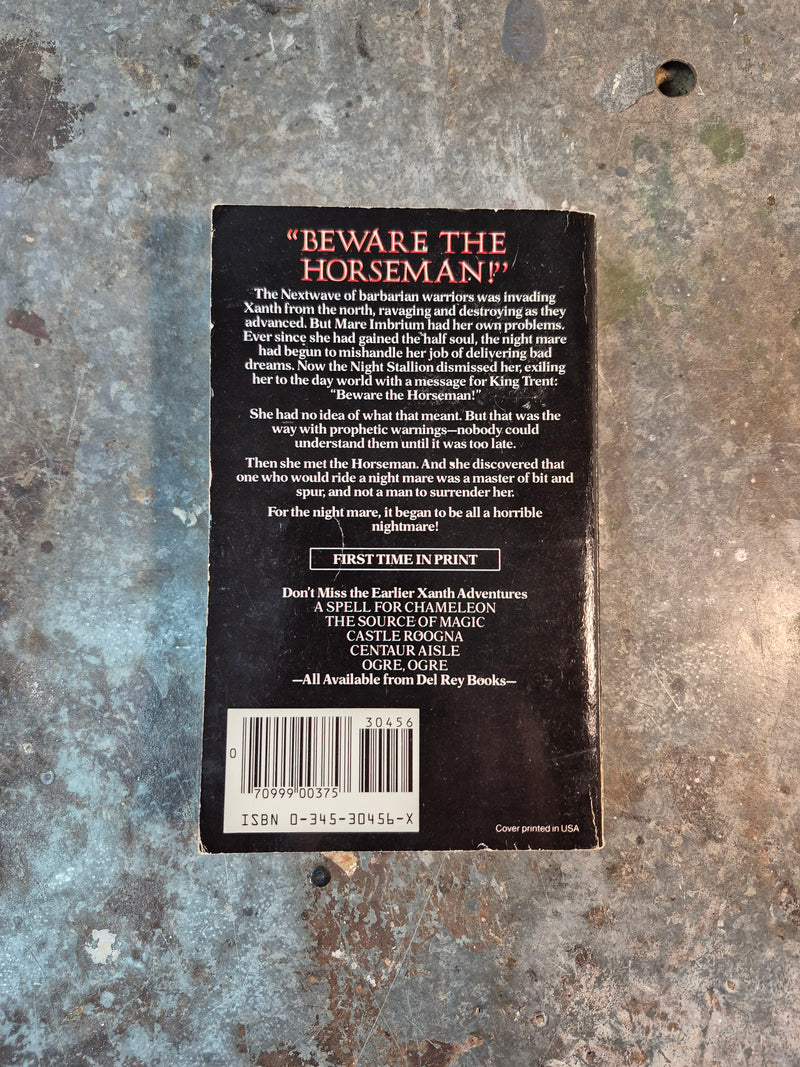 “BEWARE THE
HORSEMAN!”
The Nextwave of barbarian warriors was invading
Xanth from the north, ravaging and destroying as they
advanced. But Mare Imbrium had her own problems.
Ever since she had gained the half soul, the night mare
had begun to mishandle her job of delivering bad
dreams. Now the Night Stallion dismissed her, exiling
her to the day world with a message for King Trent:
“Beware the Horseman!”
She had no idea of what that meant. But that was the
way with prophetic warnings—nobody could
understand them until it was too late.
Then she met the Horseman. And she discovered that
one who would ride a night mare was a master of bit and
spur, and not a man to surrender her.
For the night mare, it began to be all a horrible
nightmare!
FIRST TIME IN PRINT
Don’t Miss the Earlier Xanth Adventures
A SPELL FOR CHAMELEON
THE SOURCE OF MAGIC
CASTLE ROOGNA
CENTAUR AISLE
OGRE, OGRE
—All Available from Del Rey Books—
30456
0
70999 00375
ISBN 0-345-30456-X
Cover printed in USA